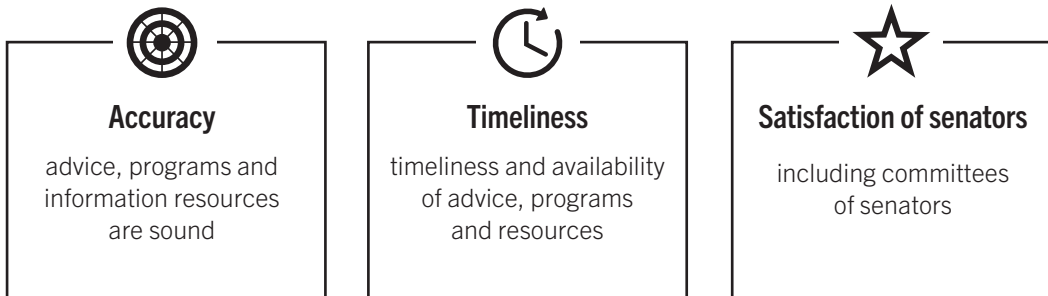 Accuracy
advice, programs and
information resources
are sound
Timeliness
timeliness and availability
of advice, programs
and resources
Satisfaction of senators
including committees
of senators